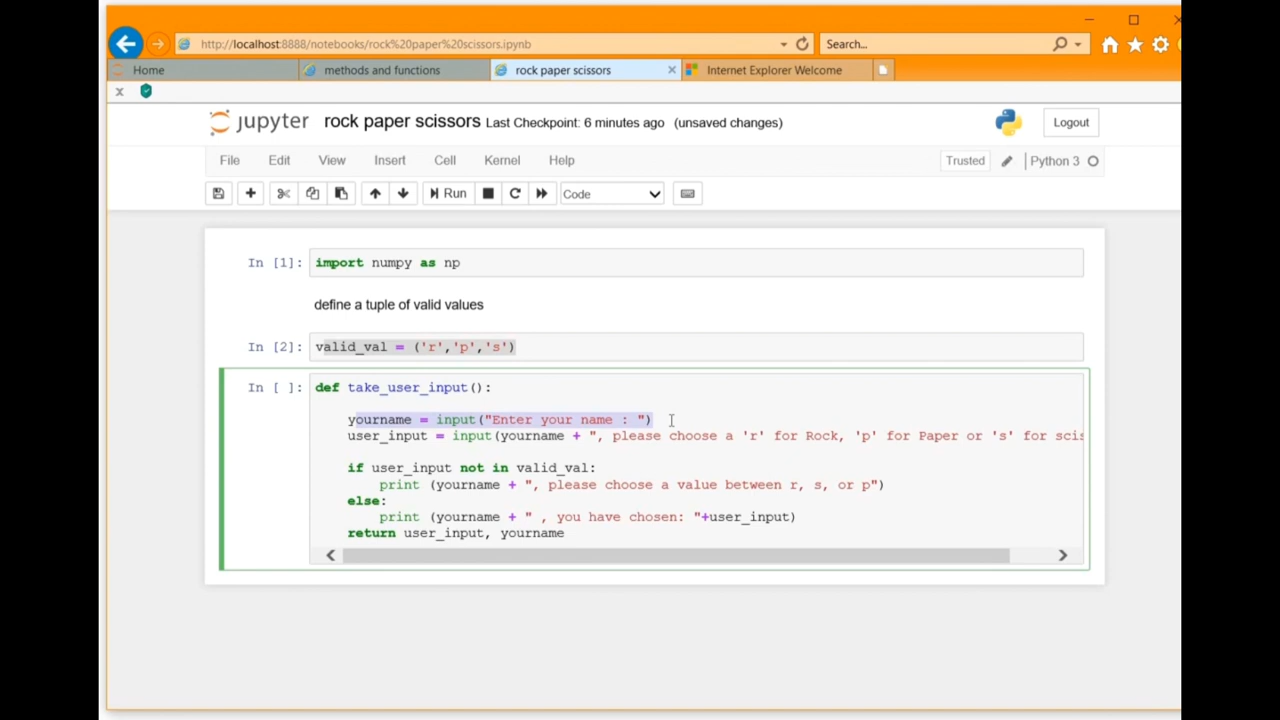 http://localhost:8888/notebooks/rock%20paper%20scissors.ipynb Search...
Home methods and functions rock paper scissors Internet Explorer Welcome
x
jupyter rock paper scissors Last Checkpoint: 6 minutes ago (unsaved changes) Logout
File Edit View Insert Cell Kernel Help Trusted Python 3
Run Code
In [1]: import numpy as np
define a tuple of valid values
In [2]: valid_val = ('r','p','s')
In [ ]: def take_user_input():
yourname = input("Enter your name : ")
user_input = input(yourname + ", please choose a 'r' for Rock, 'p' for Paper or 's' for scis
if user_input not in valid_val:
print (yourname + ", please choose a value between r, s, or p")
else:
print (yourname + " , you have chosen: "+user_input)
return user_input, yourname